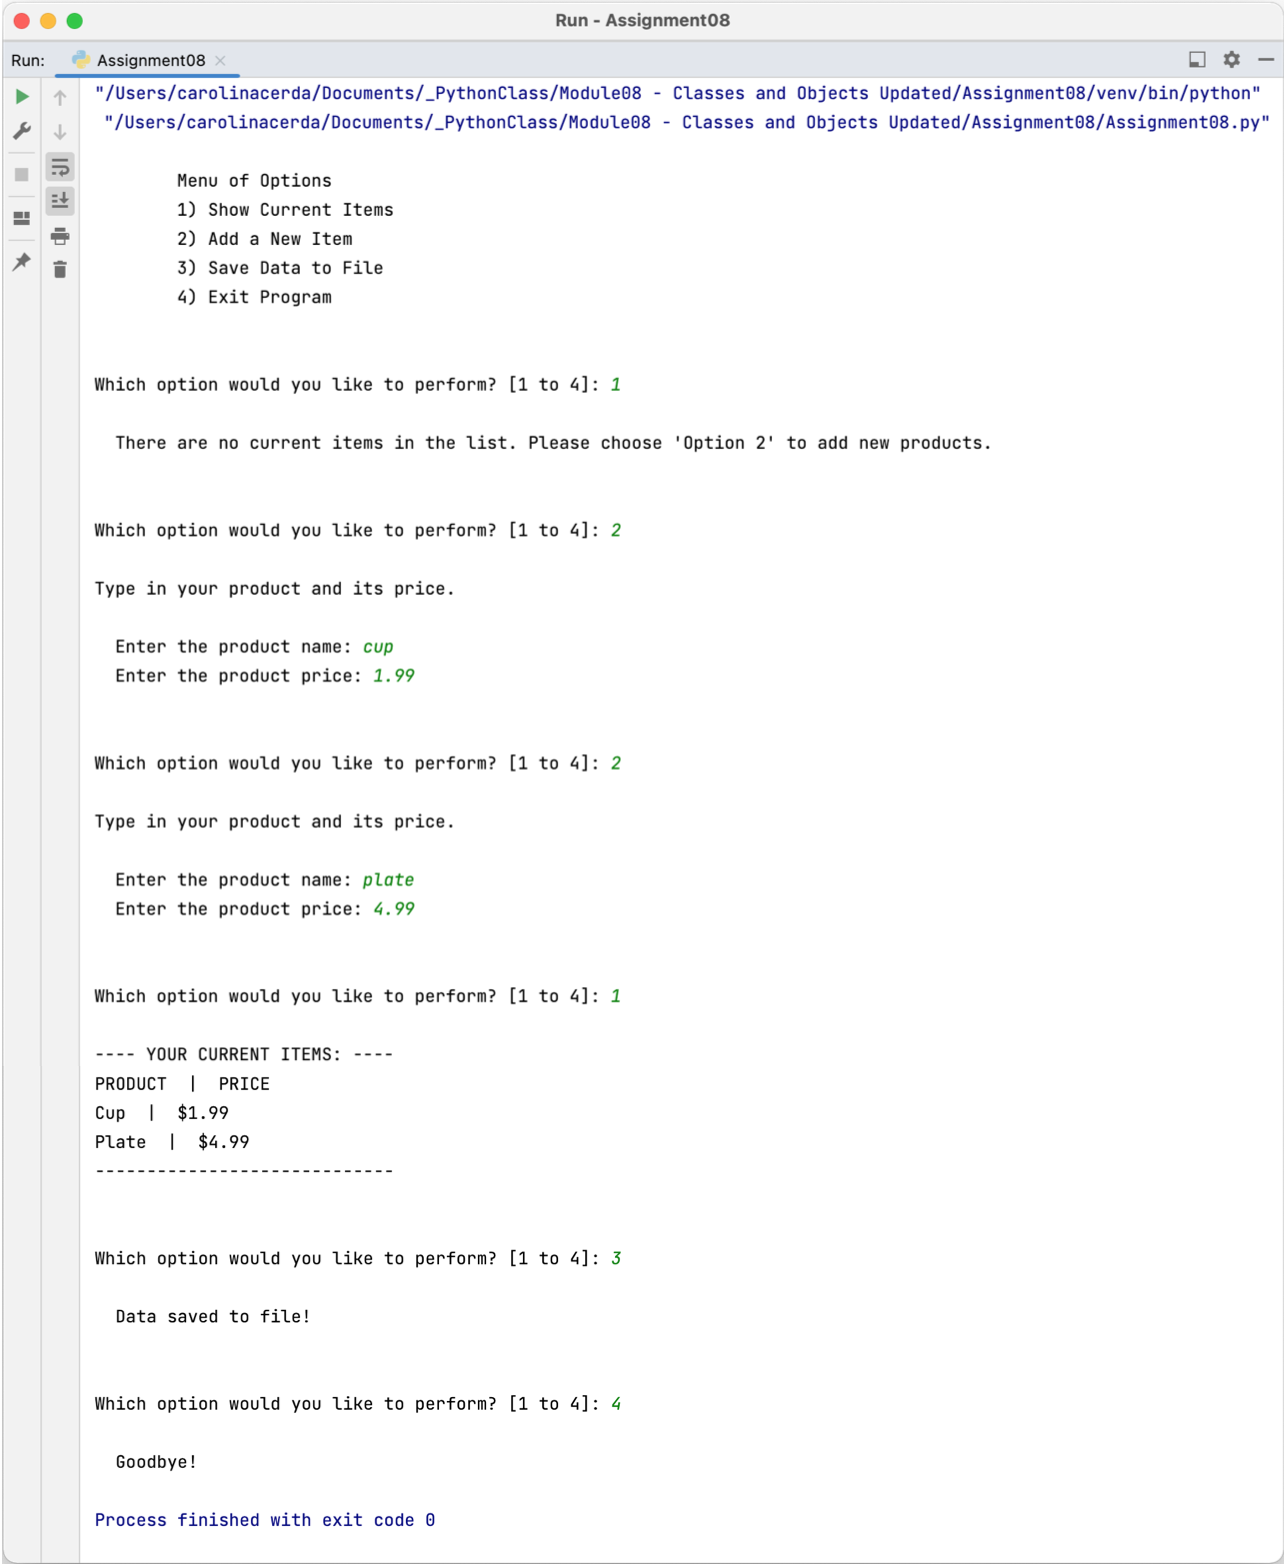 Run - Assignment08
Run: Assignment08
"/Users/carolinacerda/Documents/_PythonClass/Module08 - Classes and Objects Updated/Assignment08/venv/bin/python"
"/Users/carolinacerda/Documents/_PythonClass/Module08 - Classes and Objects Updated/Assignment08/Assignment08.py"
Menu of Options
1) Show Current Items
2) Add a New Item
3) Save Data to File
4) Exit Program
Which option would you like to perform? [1 to 4]: 1
There are no current items in the list. Please choose 'Option 2' to add new products.
Which option would you like to perform? [1 to 4]: 2
Type in your product and its price.
Enter the product name: cup
Enter the product price: 1.99
Which option would you like to perform? [1 to 4]: 2
Type in your product and its price.
Enter the product name: plate
Enter the product price: 4.99
Which option would you like to perform? [1 to 4]: 1
---- YOUR CURRENT ITEMS: ----
PRODUCT  |  PRICE
Cup  |  $1.99
Plate  |  $4.99
-----------------------------
Which option would you like to perform? [1 to 4]: 3
Data saved to file!
Which option would you like to perform? [1 to 4]: 4
Goodbye!
Process finished with exit code 0